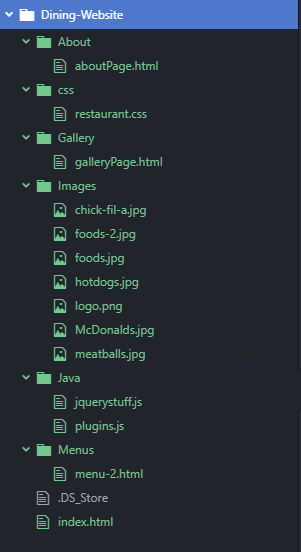 Dining-Website
About
aboutPage.html
css
restaurant.css
Gallery
galleryPage.html
Images
chick-fil-a.jpg
foods-2.jpg
foods.jpg
hotdogs.jpg
logo.png
McDonalds.jpg
meatballs.jpg
Java
jquerystuff.js
plugins.js
Menus
menu-2.html
.DS_Store
index.html